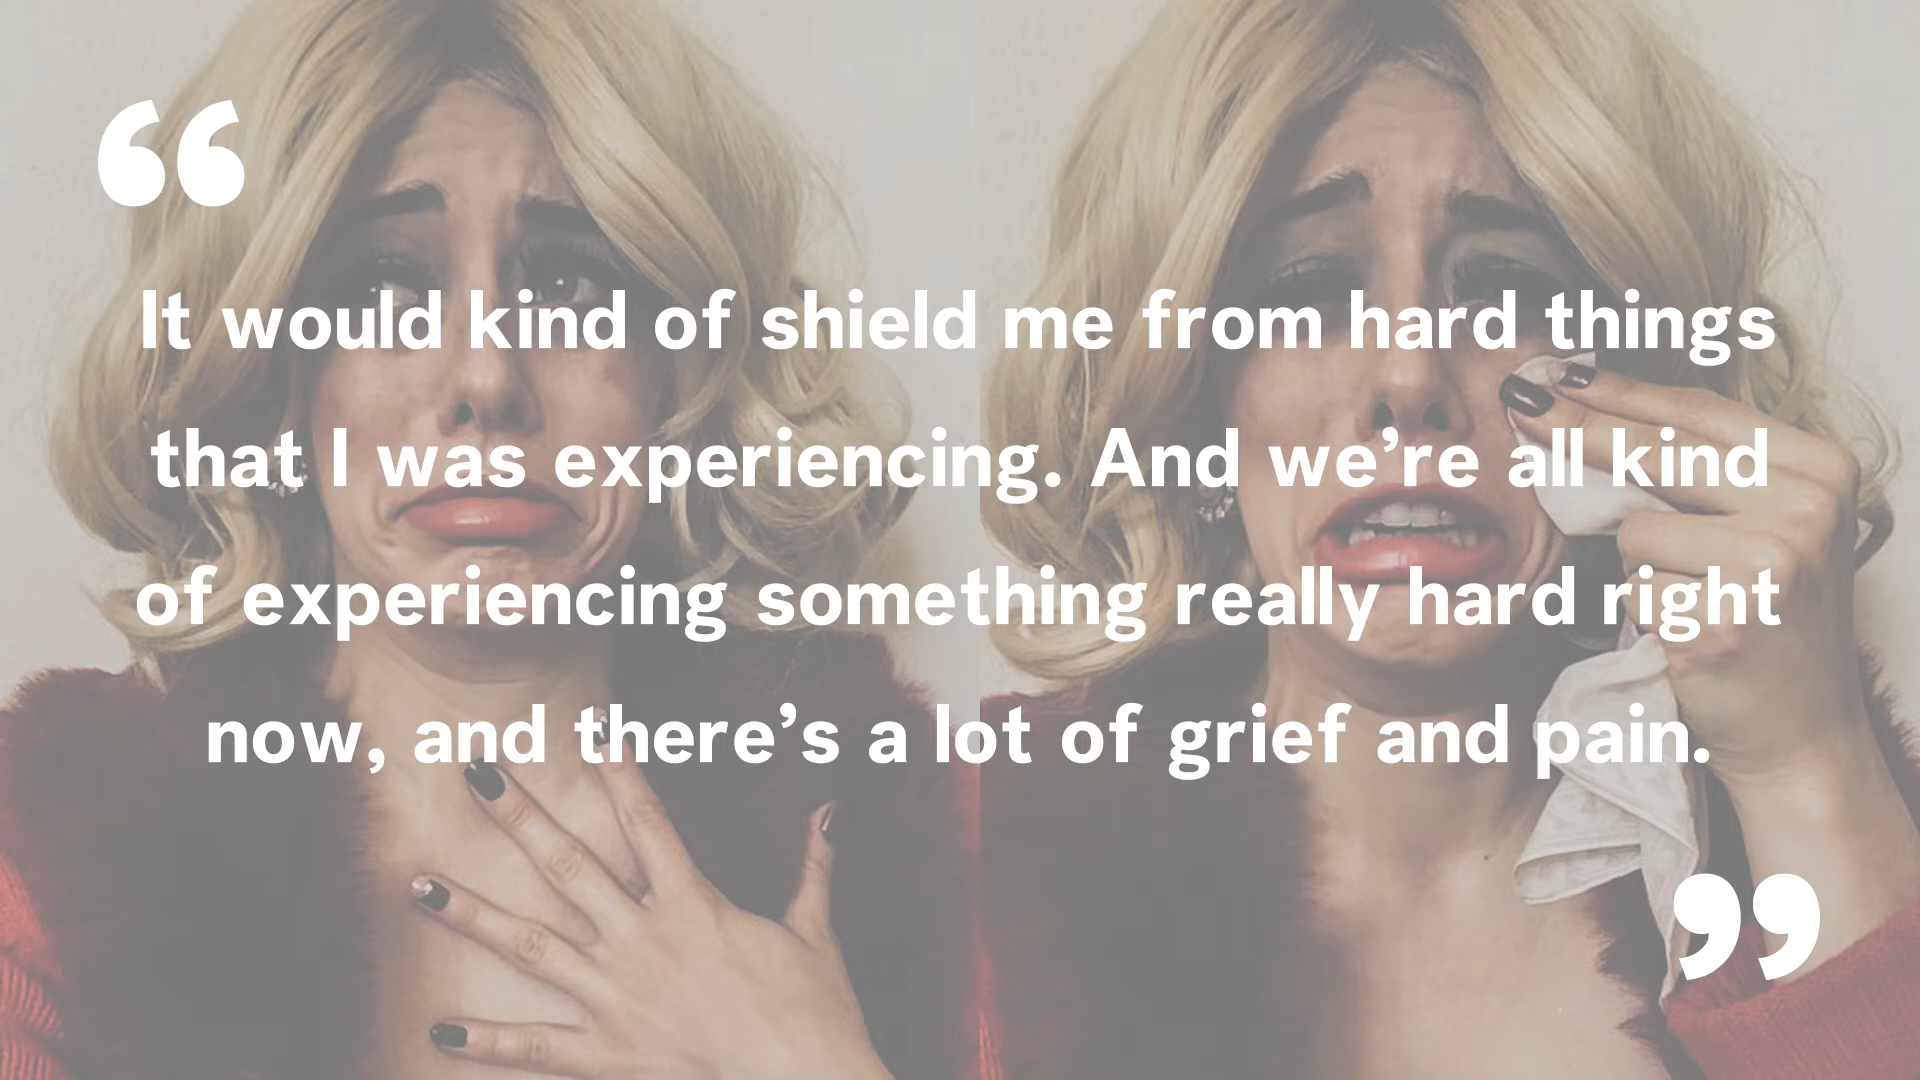 “
It would kind of shield me from hard things
that I was experiencing. And we’re all kind
of experiencing something really hard right
now, and there’s a lot of grief and pain.
”